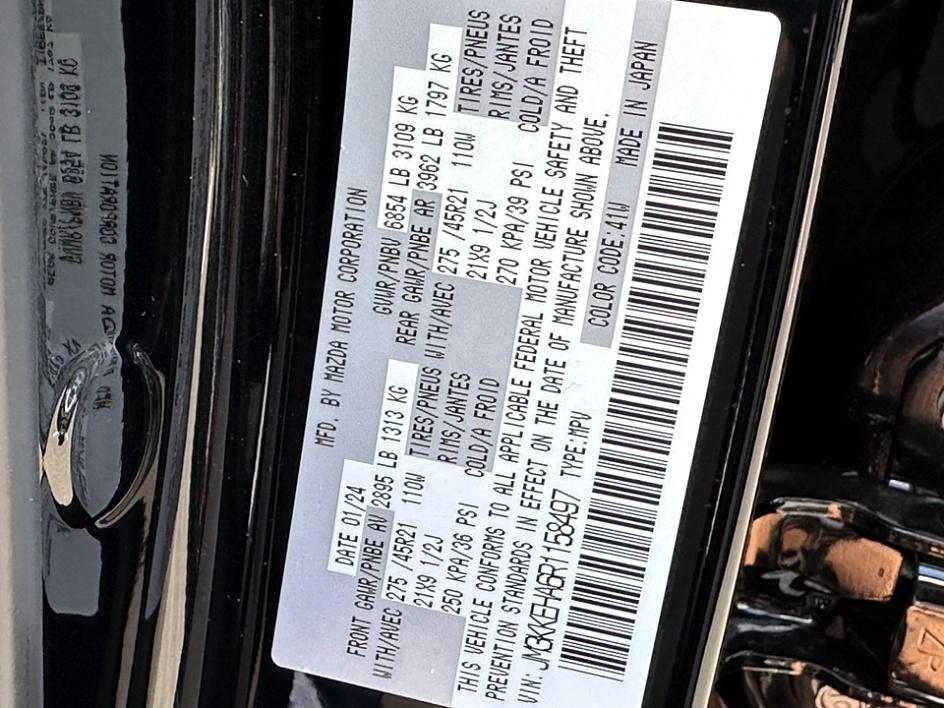 MFD. BY MAZDA MOTOR CORPORATION
DATE 01/24 GVWR/PNBV 6854 LB 3109 KG
FRONT GAWR/PNBE AV 2895 LB 1313 KG REAR GAWR/PNBE AR 3962 LB 1797 KG
WITH/AVEC 275 /45R21 110W TIRES/PNEUS WITH/AVEC 275 /45R21 110W TIRES/PNEUS
21X9 1/2J RIMS/JANTES 21X9 1/2J RIMS/JANTES
250 KPA/36 PSI COLD/A FROID 270 KPA/39 PSI COLD/A FROID
THIS VEHICLE CONFORMS TO ALL APPLICABLE FEDERAL MOTOR VEHICLE SAFETY AND THEFT
PREVENTION STANDARDS IN EFFECT ON THE DATE OF MANUFACTURE SHOWN ABOVE.
VIN: JM3KKEHA6R1158497 TYPE:MPV COLOR CODE:41W MADE IN JAPAN